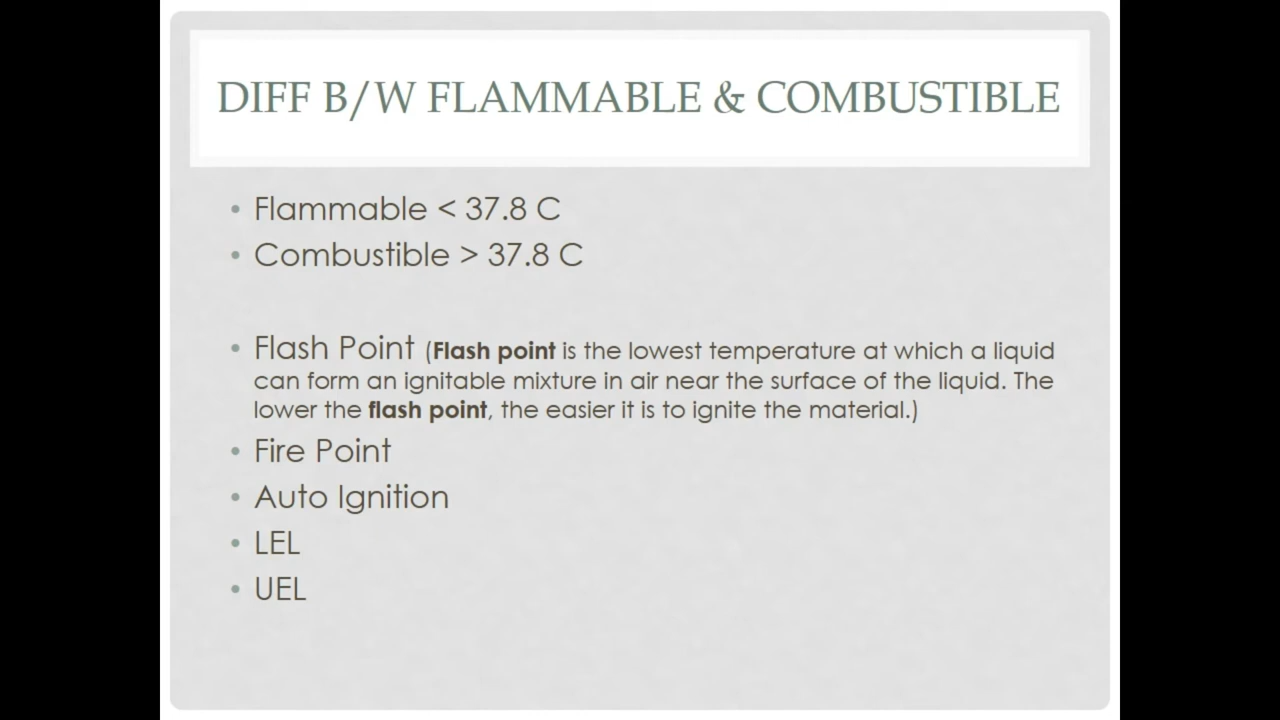 DIFF B/W FLAMMABLE & COMBUSTIBLE
• Flammable < 37.8 C
• Combustible > 37.8 C
• Flash Point (Flash point is the lowest temperature at which a liquid
can form an ignitable mixture in air near the surface of the liquid. The
lower the flash point, the easier it is to ignite the material.)
• Fire Point
• Auto Ignition
• LEL
• UEL